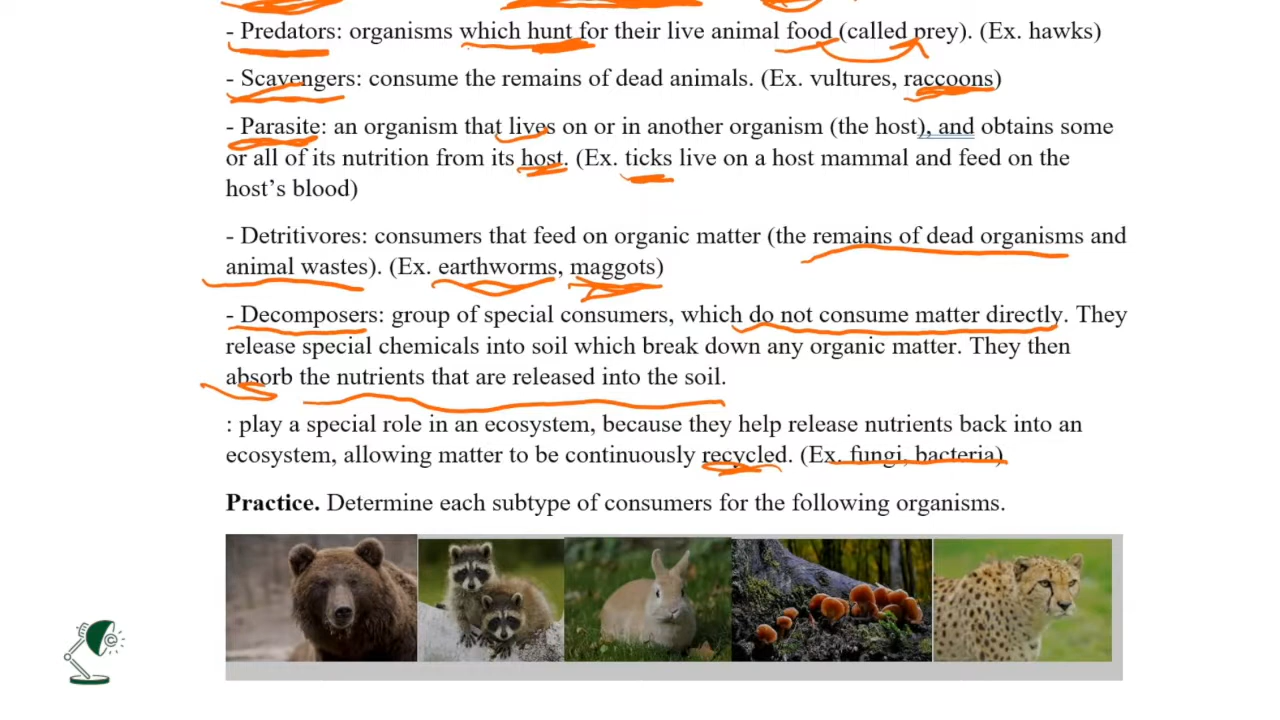 - Predators: organisms which hunt for their live animal food (called prey). (Ex. hawks)
- Scavengers: consume the remains of dead animals. (Ex. vultures, raccoons)
- Parasite: an organism that lives on or in another organism (the host), and obtains some
or all of its nutrition from its host. (Ex. ticks live on a host mammal and feed on the
host’s blood)
- Detritivores: consumers that feed on organic matter (the remains of dead organisms and
animal wastes). (Ex. earthworms, maggots)
- Decomposers: group of special consumers, which do not consume matter directly. They
release special chemicals into soil which break down any organic matter. They then
absorb the nutrients that are released into the soil.
: play a special role in an ecosystem, because they help release nutrients back into an
ecosystem, allowing matter to be continuously recycled. (Ex. fungi, bacteria)
Practice. Determine each subtype of consumers for the following organisms.